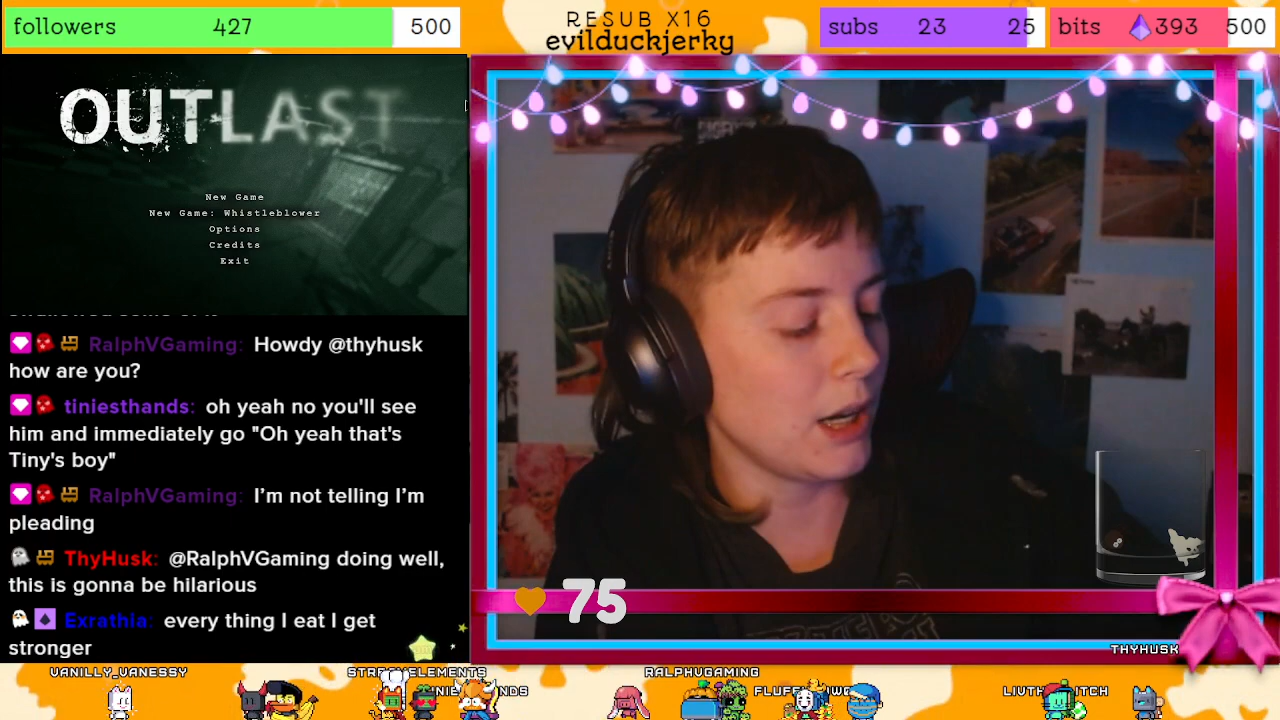 followers 427 500
RESUB X16
evilduckjerky
subs 23 25
bits 393 500
OUTLAST
New Game
New Game: Whistleblower
Options
Credits
Exit
RalphVGaming: Howdy @thyhusk
how are you?
tiniesthands: oh yeah no you'll see
him and immediately go "Oh yeah that's
Tiny's boy"
RalphVGaming: I'm not telling I'm
pleading
ThyHusk: @RalphVGaming doing well,
this is gonna be hilarious
Exrathia: every thing I eat I get
stronger
75
THYHUSK
VANILLY_VANESSY
RALPHVGAMING